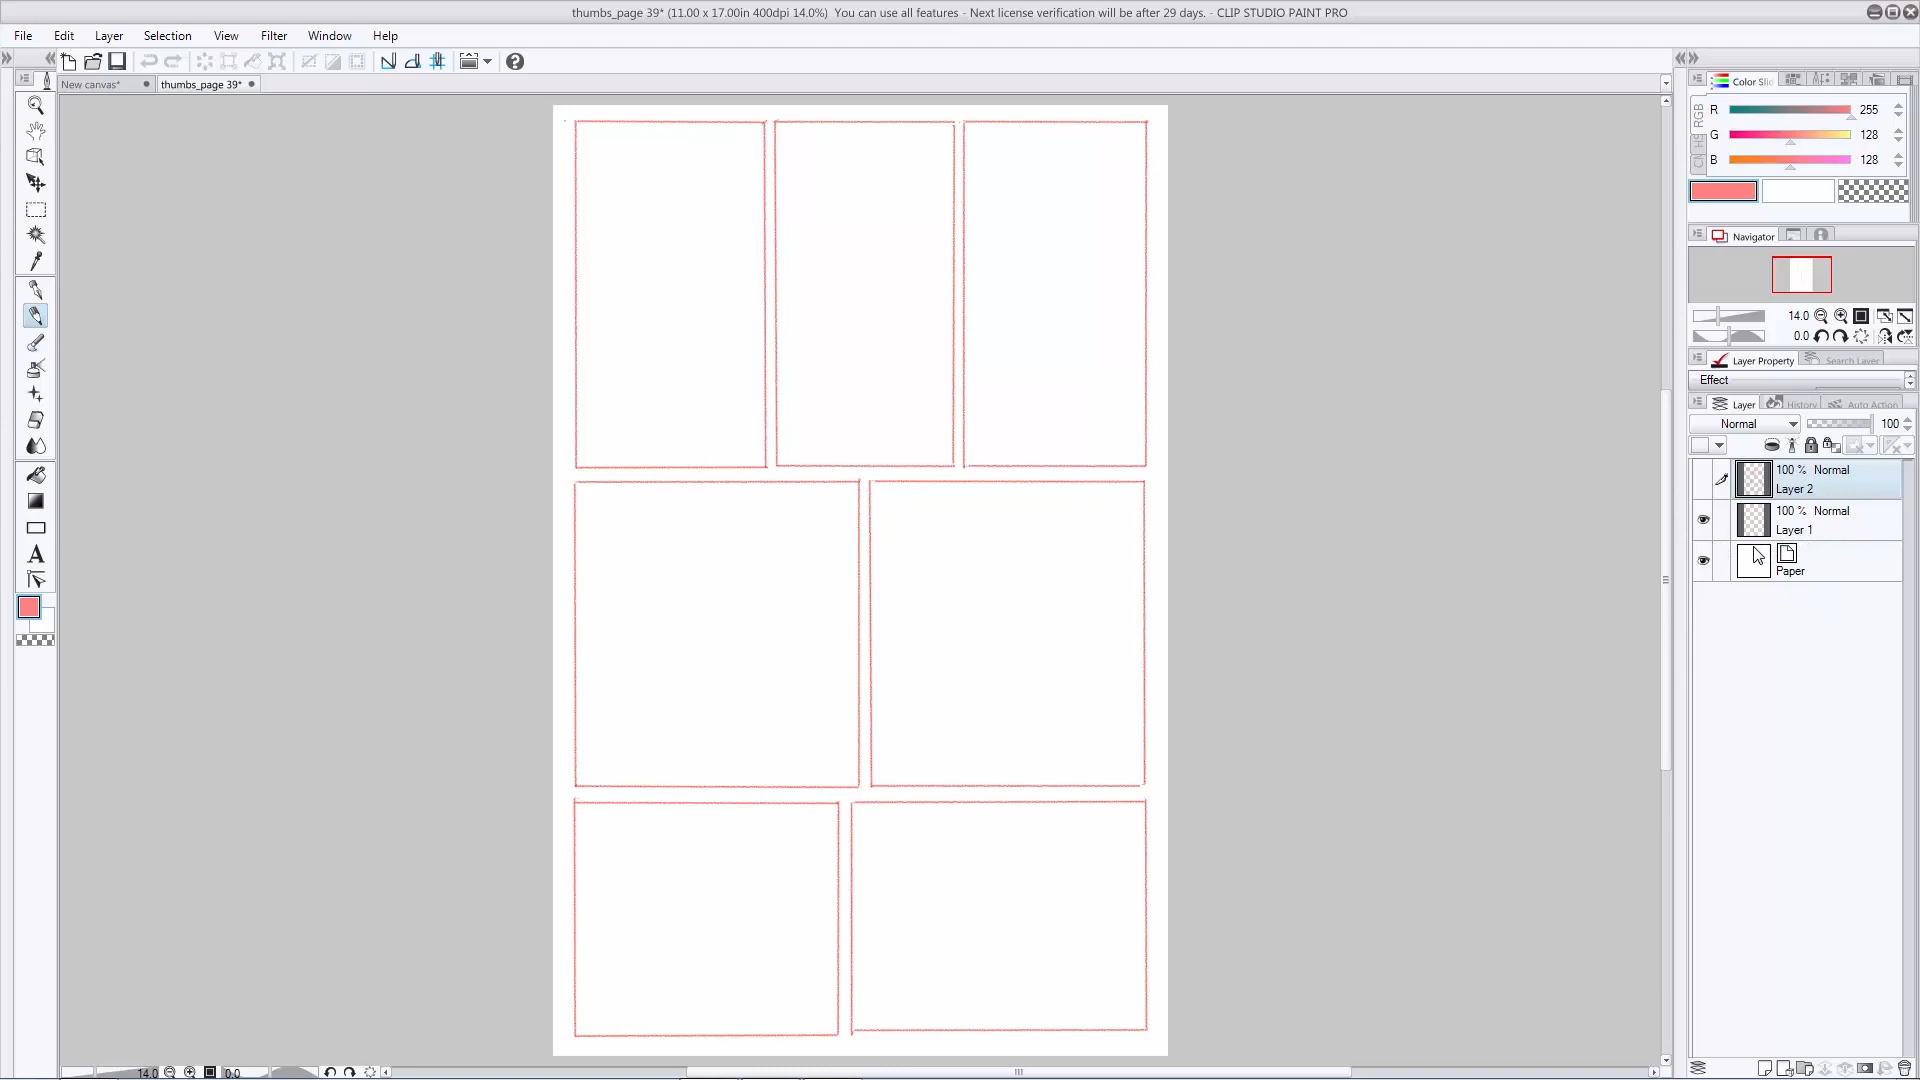 thumbs_page 39* (11.00 x 17.00in 400dpi 14.0%)  You can use all features - Next license verification will be after 29 days. - CLIP STUDIO PAINT PRO
File Edit Layer Selection View Filter Window Help
New canvas* thumbs_page 39*
Color Sli
RGB
R 255
G 128
B 128
Navigator
14.0
0.0
Layer Property Search Layer
Effect
Layer History Auto Action
Normal 100
100 % Normal
Layer 2
100 % Normal
Layer 1
Paper
A
14.0 0.0